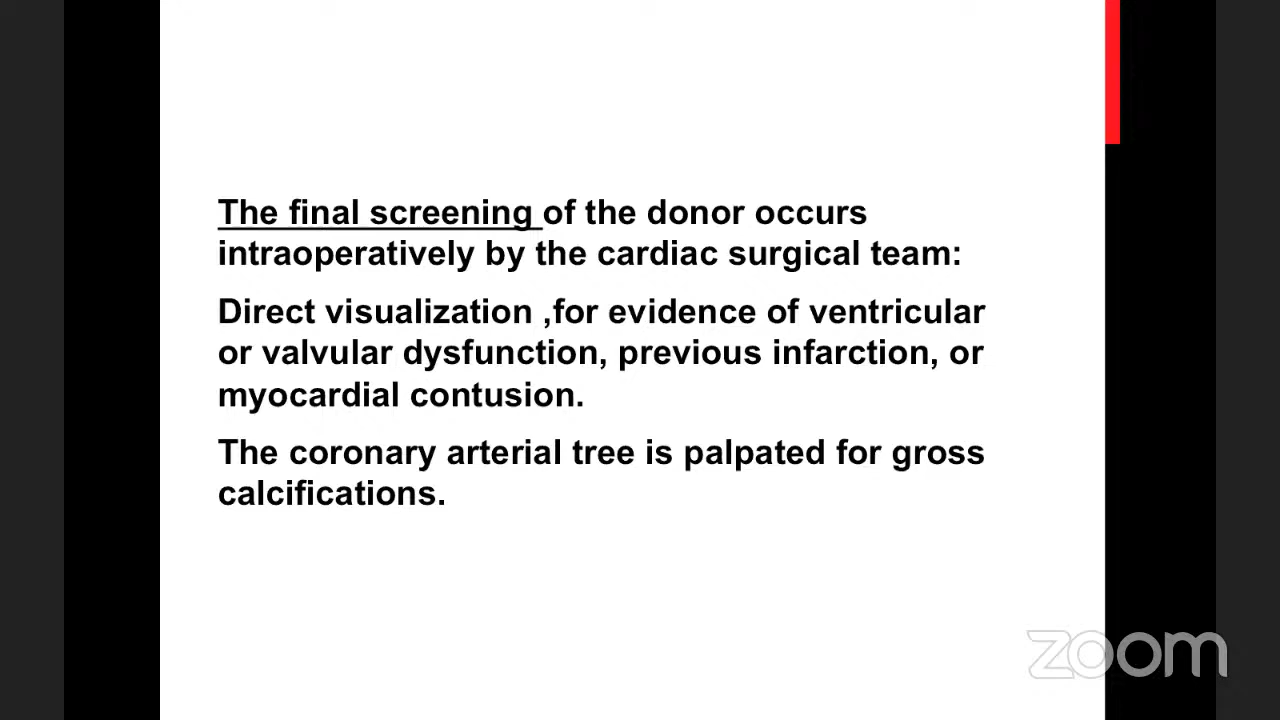 The final screening of the donor occurs
intraoperatively by the cardiac surgical team:
Direct visualization ,for evidence of ventricular
or valvular dysfunction, previous infarction, or
myocardial contusion.
The coronary arterial tree is palpated for gross
calcifications.
zoom